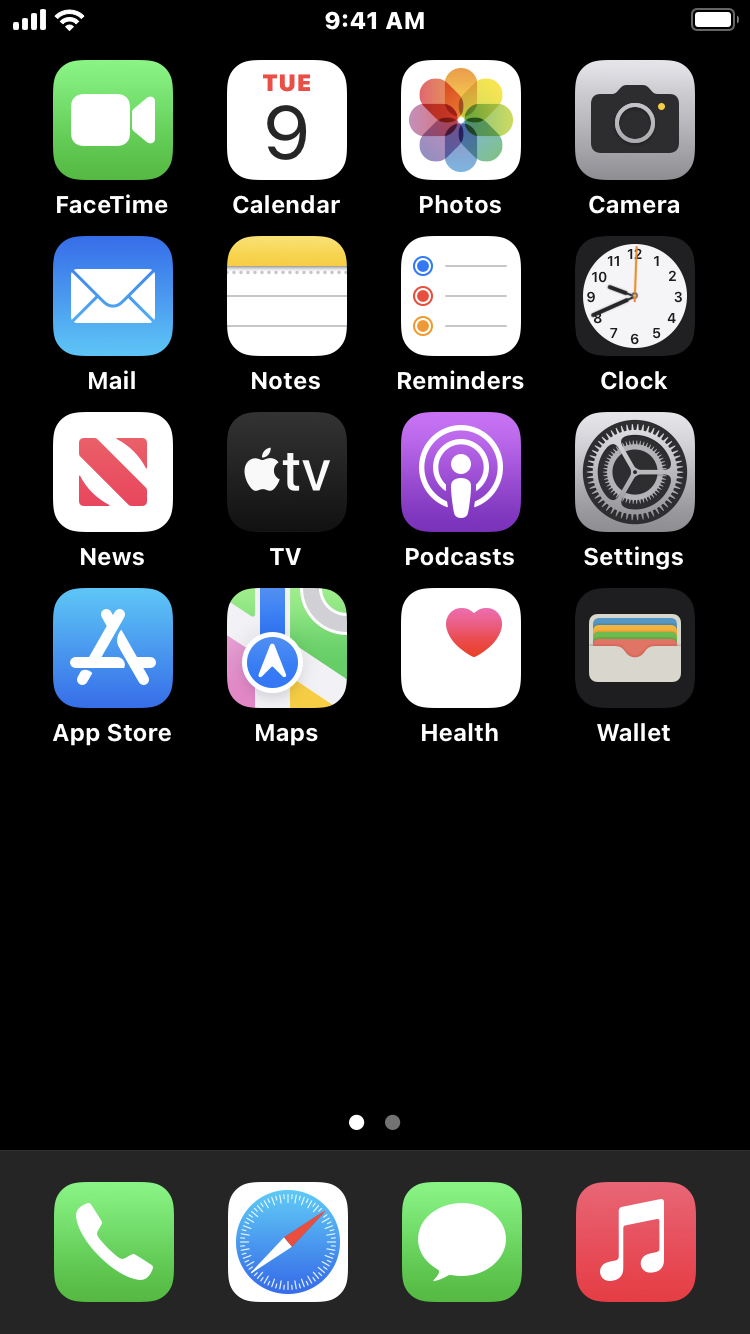 9:41 AM
TUE
9
FaceTime Calendar Photos Camera
12
11 1
10 2
9 3
8 4
7 5
6
Mail Notes Reminders Clock
tv
News TV Podcasts Settings
App Store Maps Health Wallet